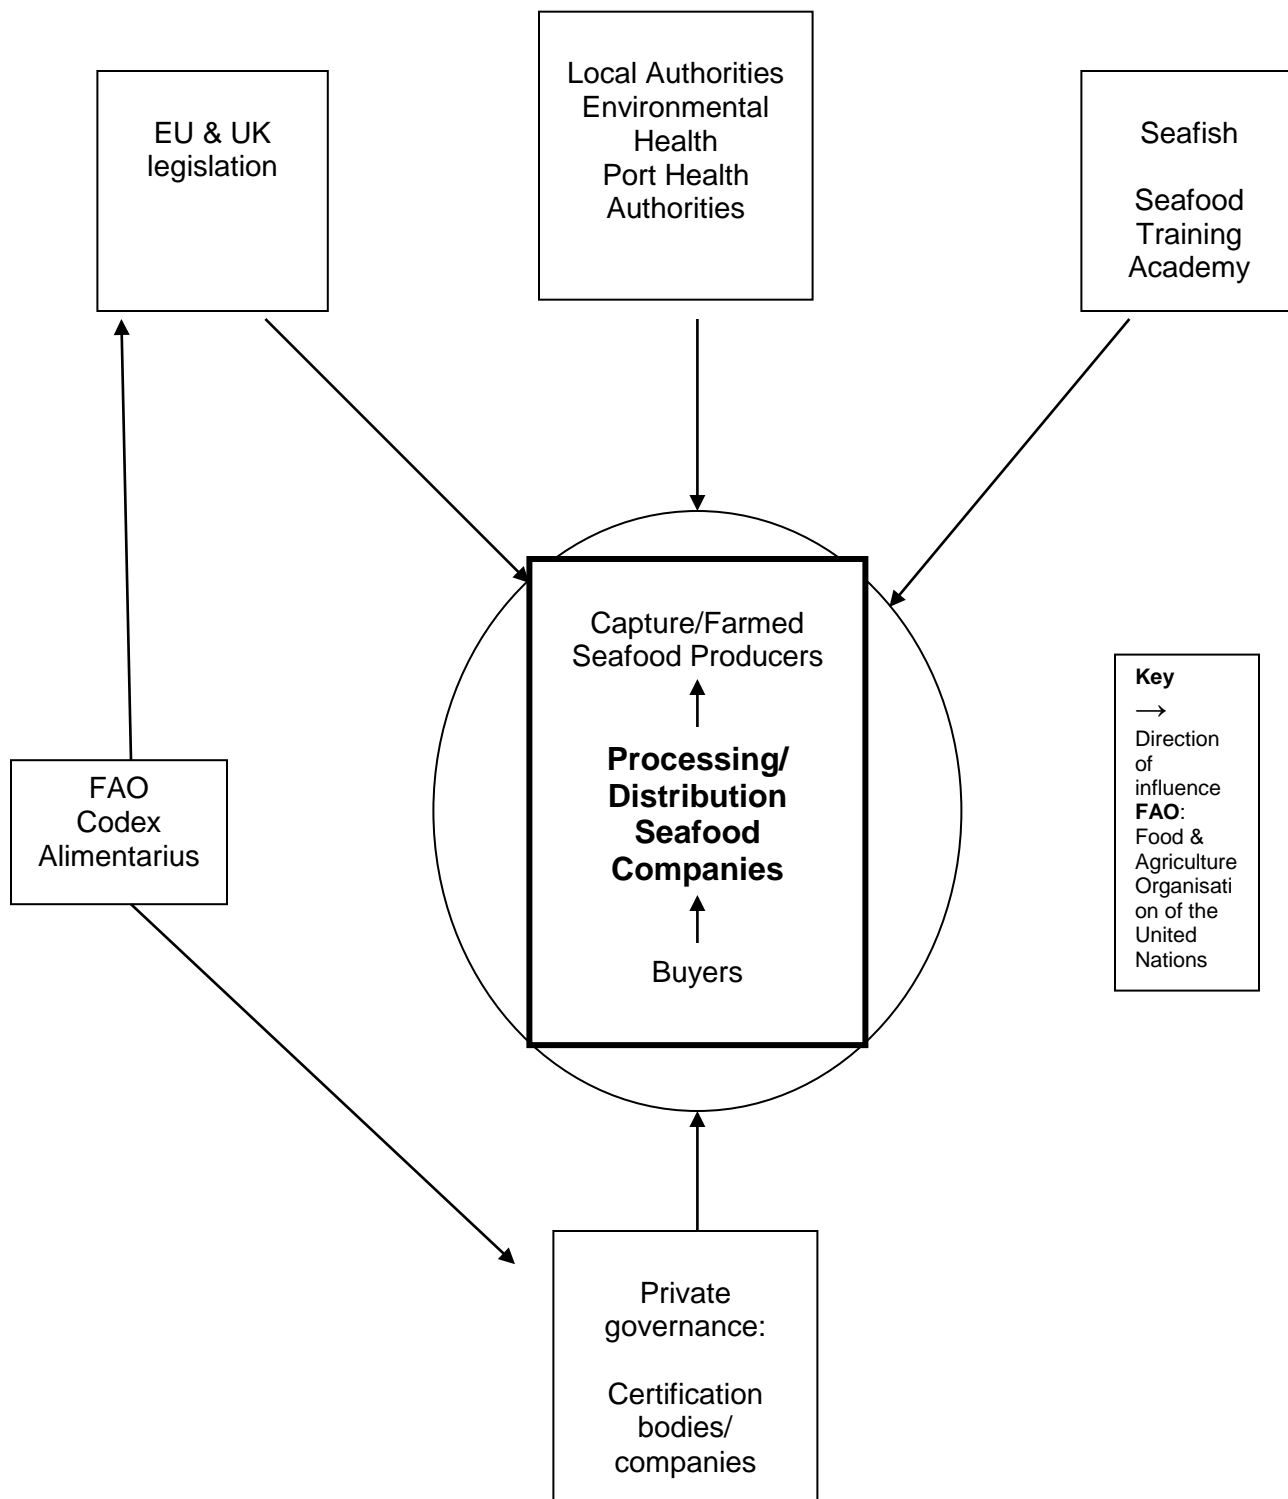 EU & UK
legislation
Local Authorities
Environmental
Health
Port Health
Authorities
Seafish
Seafood
Training
Academy
Capture/Farmed
Seafood Producers
Processing/
Distribution
Seafood
Companies
Buyers
Key
→
Direction
of
influence
FAO:
Food &
Agriculture
Organisati
on of the
United
Nations
FAO
Codex
Alimentarius
Private
governance:
Certification
bodies/
companies